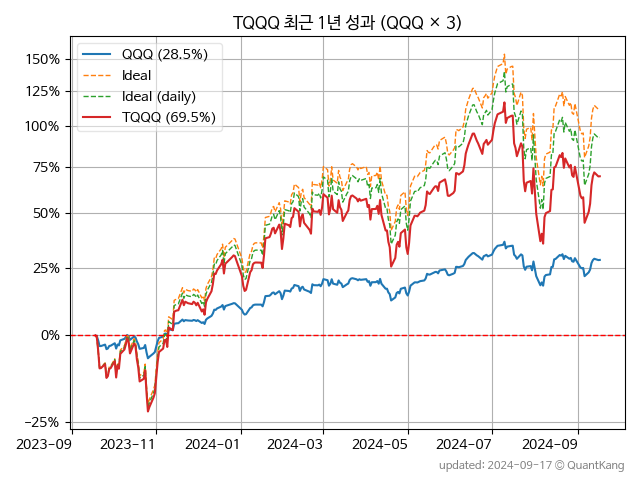 TQQQ 최근 1년 성과 (QQQ × 3)
QQQ (28.5%)
Ideal
Ideal (daily)
TQQQ (69.5%)
150%
125%
100%
75%
50%
25%
0%
−25%
2023-09 2023-11 2024-01 2024-03 2024-05 2024-07 2024-09
updated: 2024-09-17 © QuantKang